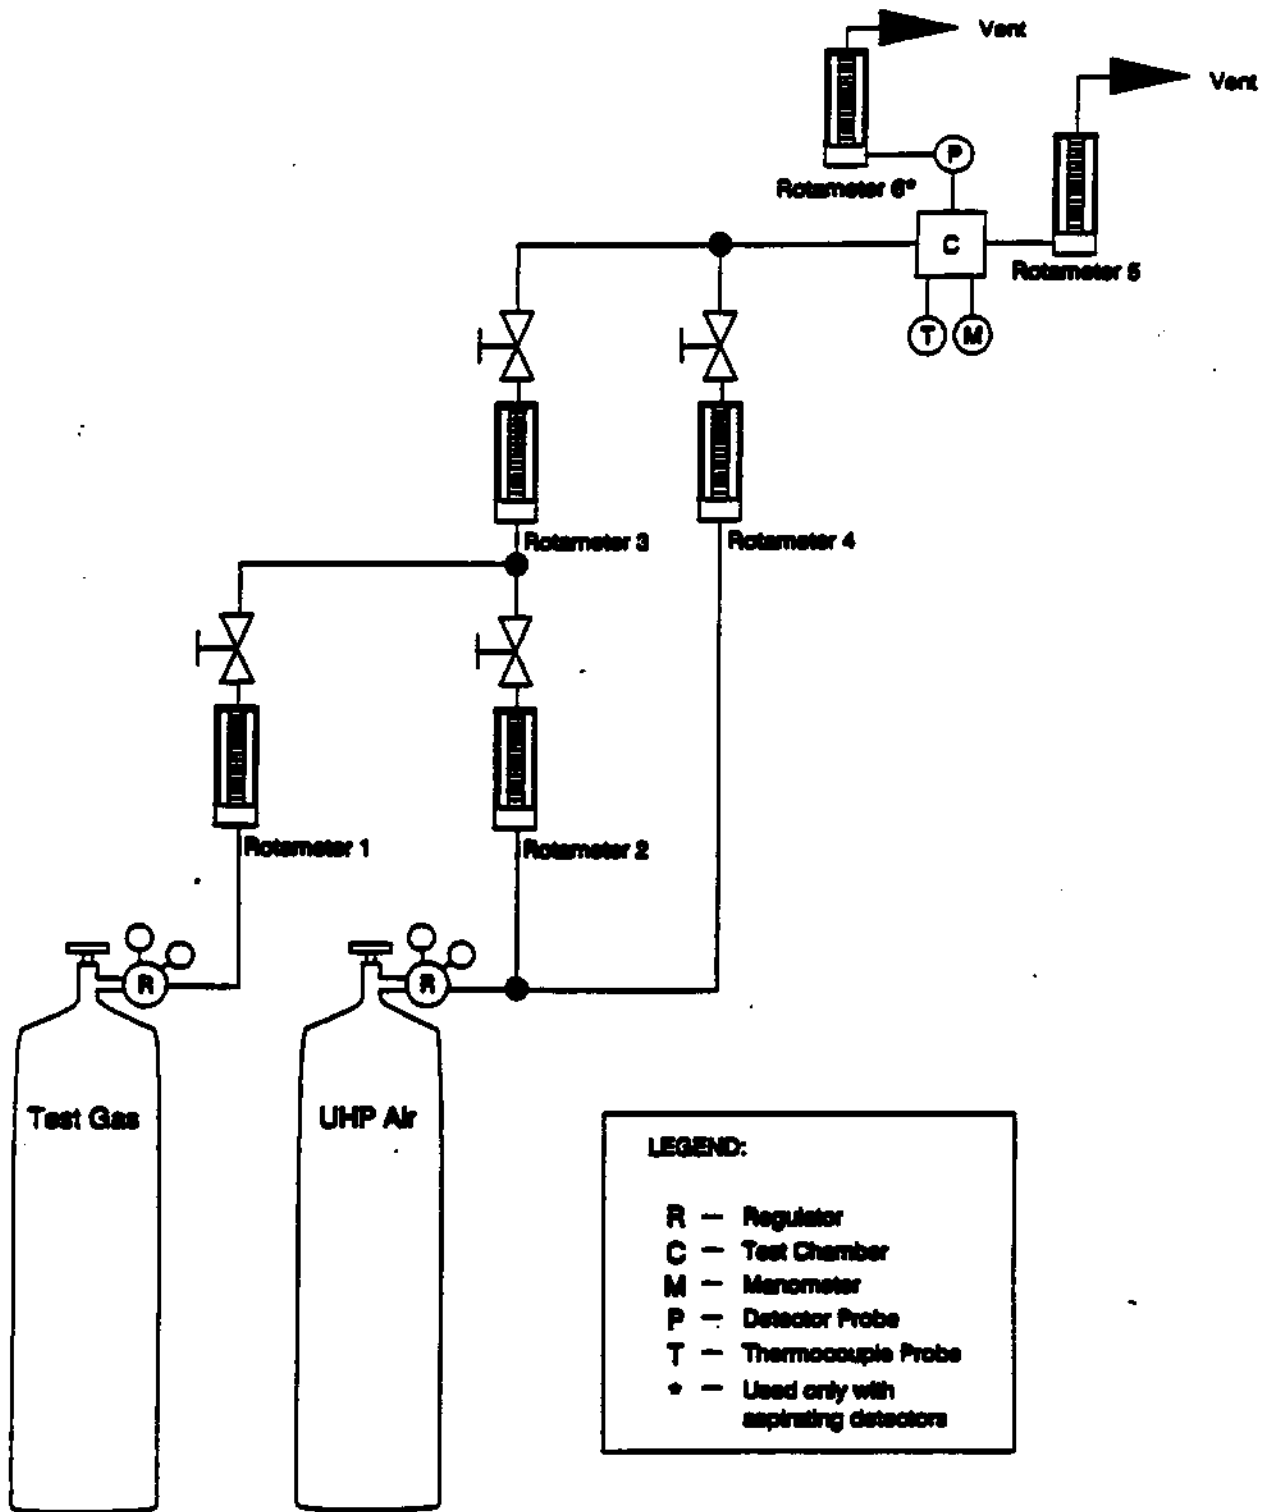 Vent
Vent
P
Rotameter 6*
C
Rotameter 5
T
M
Rotameter 3
Rotameter 4
Rotameter 1
Rotameter 2
R
R
Test Gas
UHP Air
LEGEND:
R — Regulator
C — Test Chamber
M — Manometer
P — Detector Probe
T — Thermocouple Probe
* — Used only with
aspirating detectors